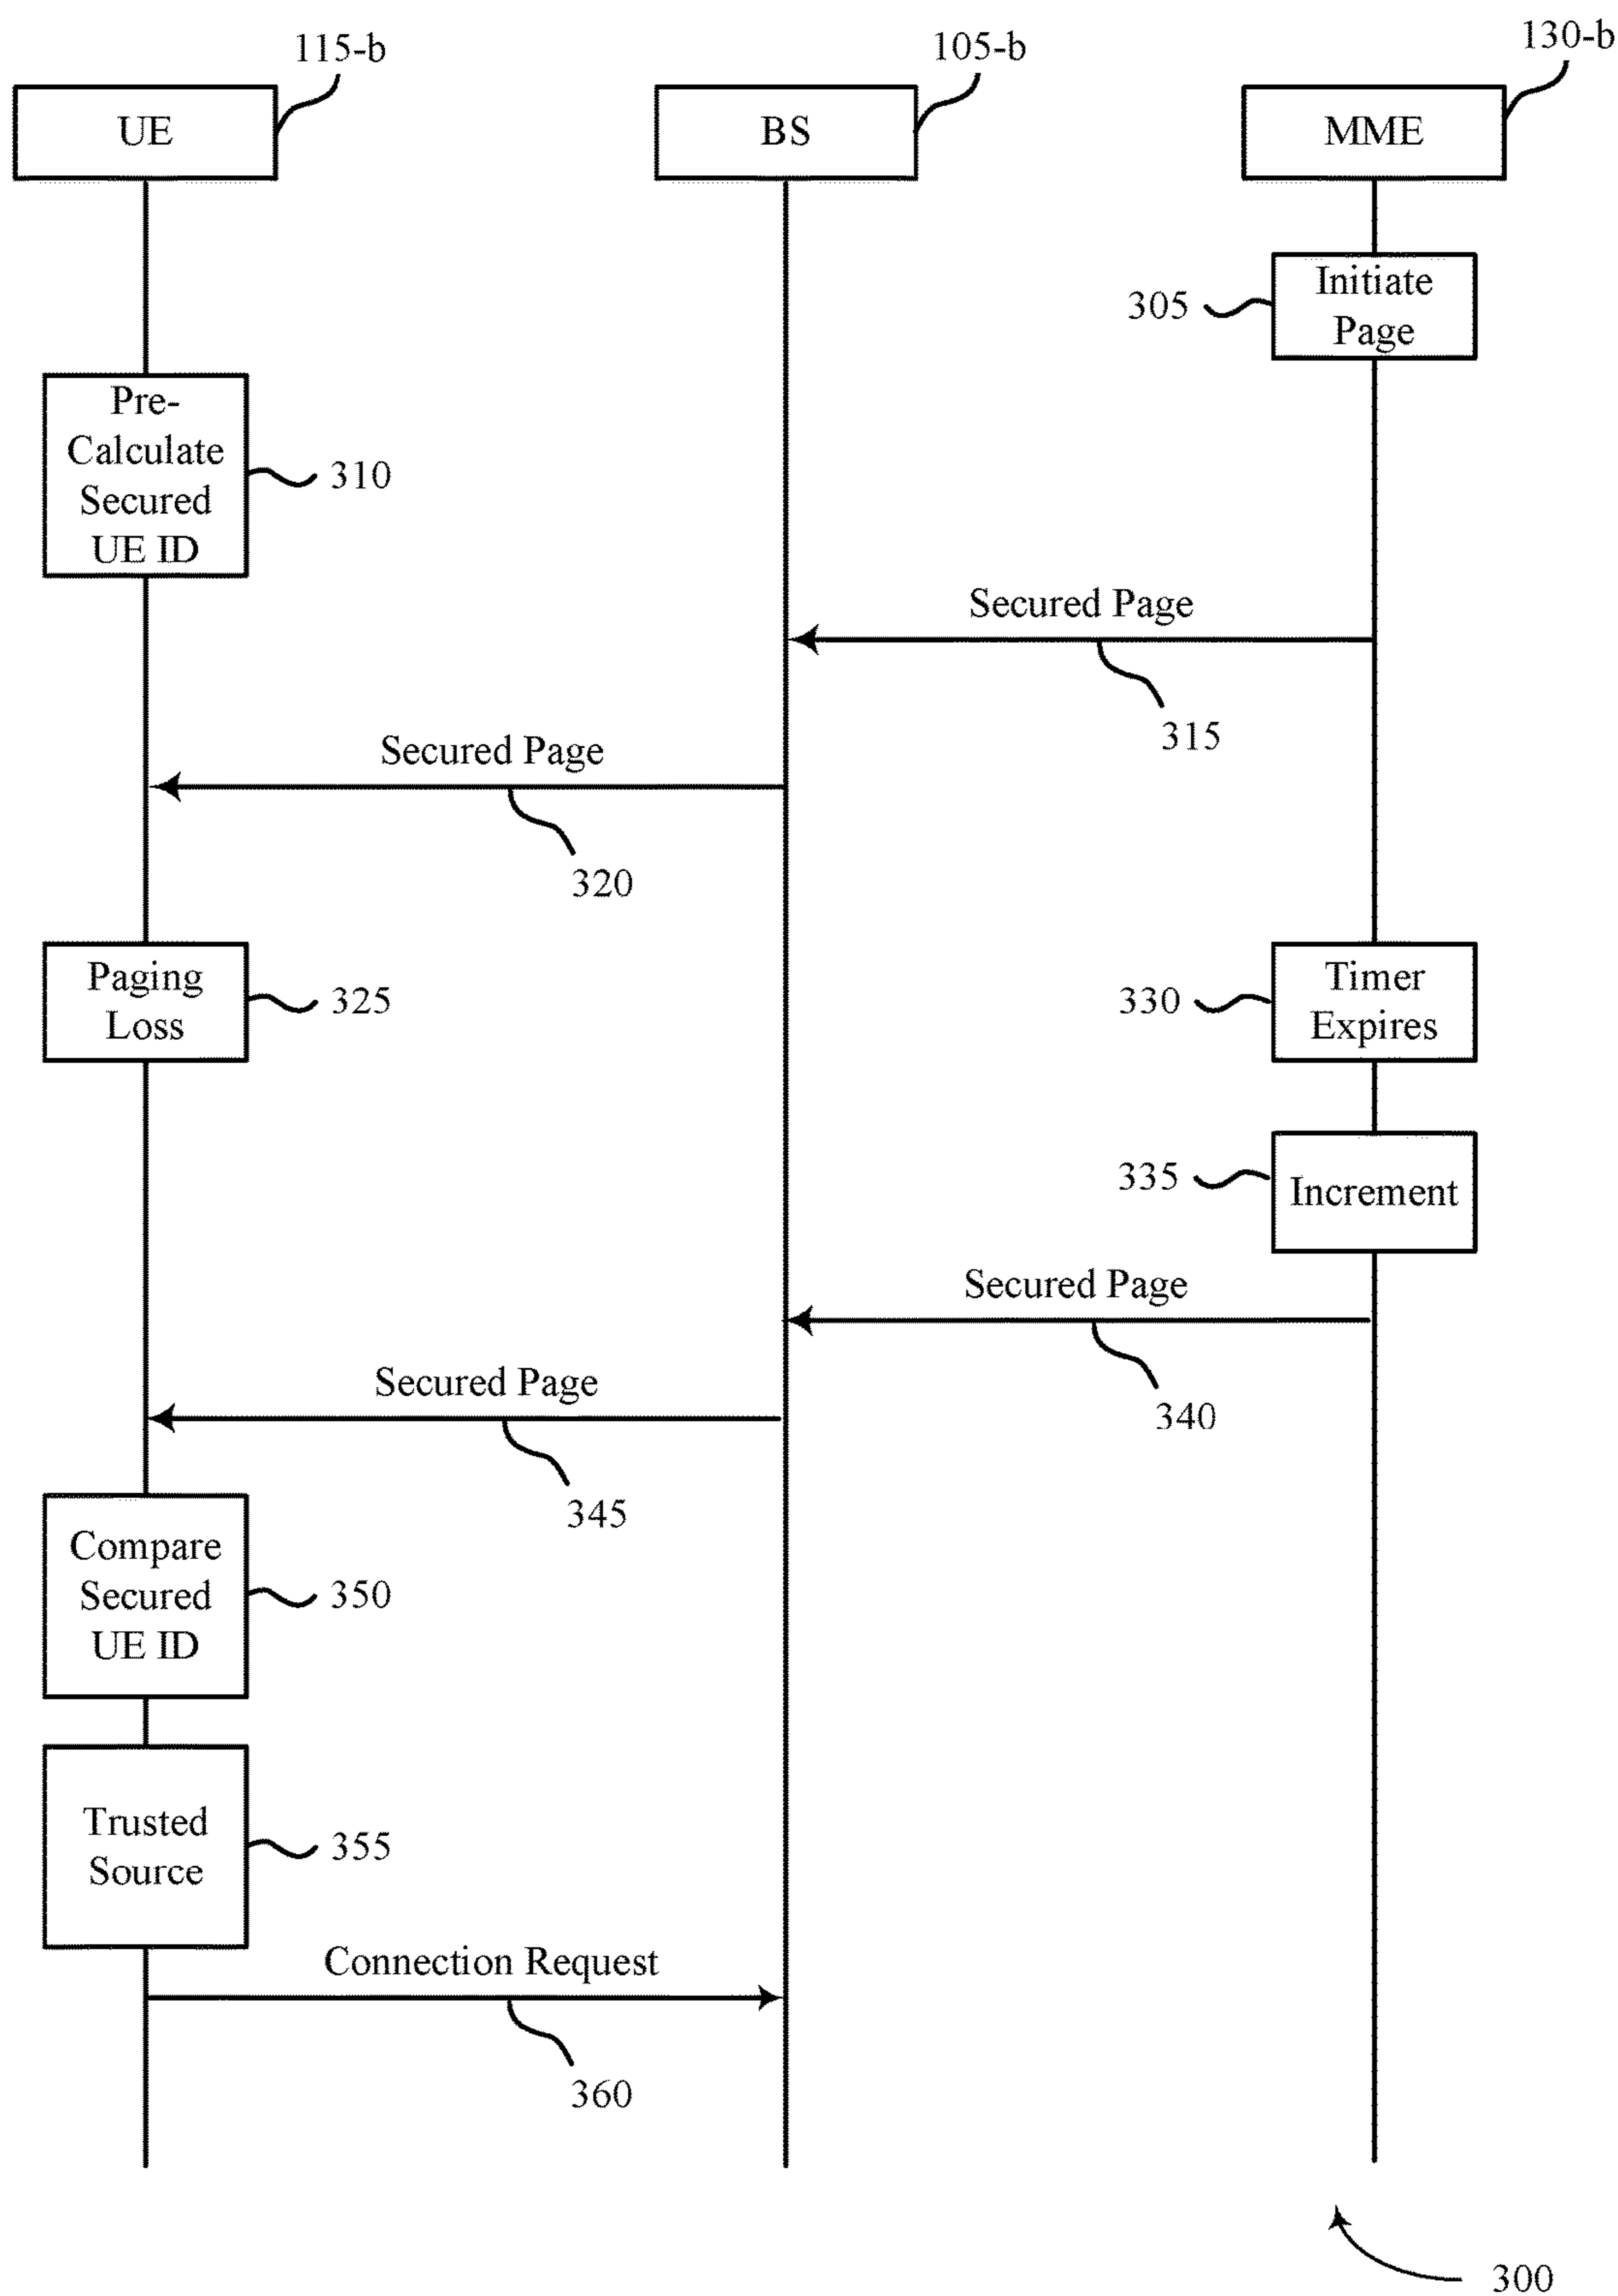 115-b
105-b
130-b
UE
BS
MME
305
Initiate
Page
Pre-
Calculate
Secured
UE ID
310
Secured Page
315
Secured Page
320
Paging
Loss
325
330
Timer
Expires
335
Increment
Secured Page
340
Secured Page
345
Compare
Secured
UE ID
350
Trusted
Source
355
Connection Request
360
300